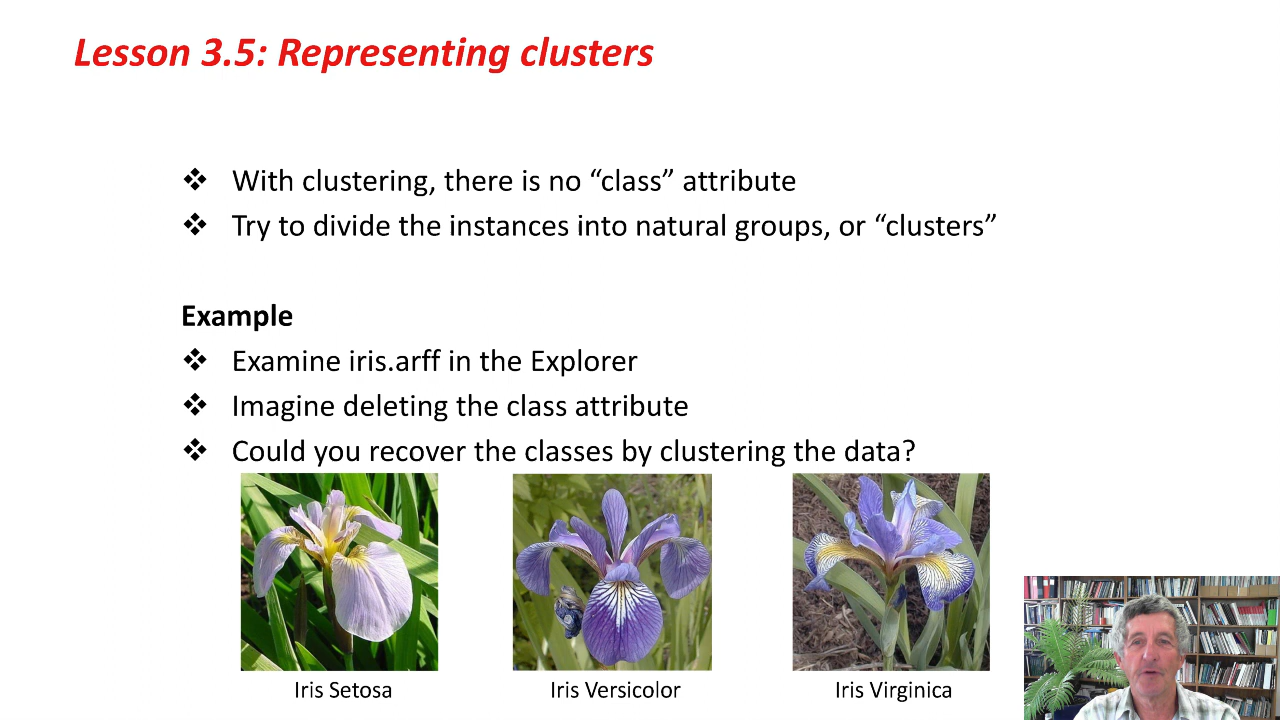 Lesson 3.5: Representing clusters
❖ With clustering, there is no “class” attribute
❖ Try to divide the instances into natural groups, or “clusters”
Example
❖ Examine iris.arff in the Explorer
❖ Imagine deleting the class attribute
❖ Could you recover the classes by clustering the data?
Iris Setosa
Iris Versicolor
Iris Virginica